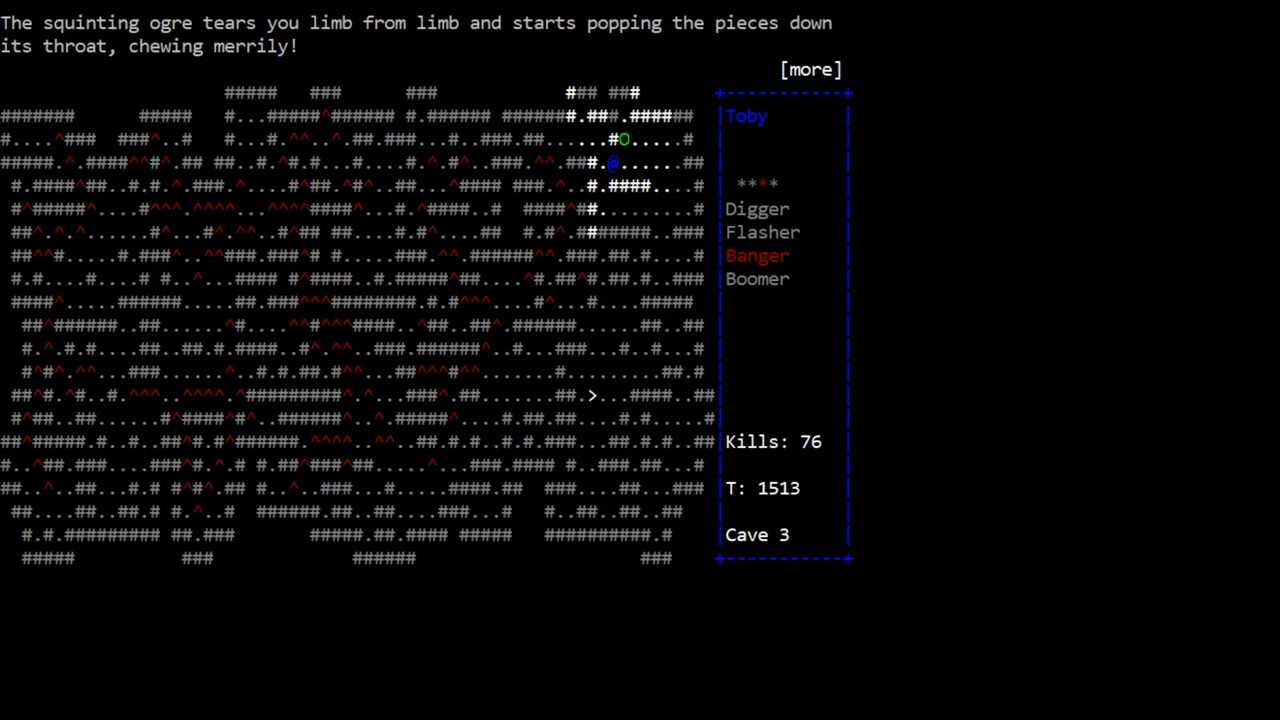 The squinting ogre tears you limb from limb and starts popping the pieces down
its throat, chewing merrily!
[more]
Toby
****
Digger
Flasher
Banger
Boomer
Kills: 76
T: 1513
Cave 3